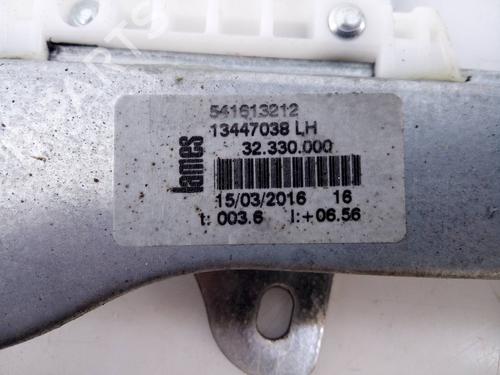 541613212
13447038 LH
32.330.000
lames
15/03/2016 16
t: 003.6 l:+06.56